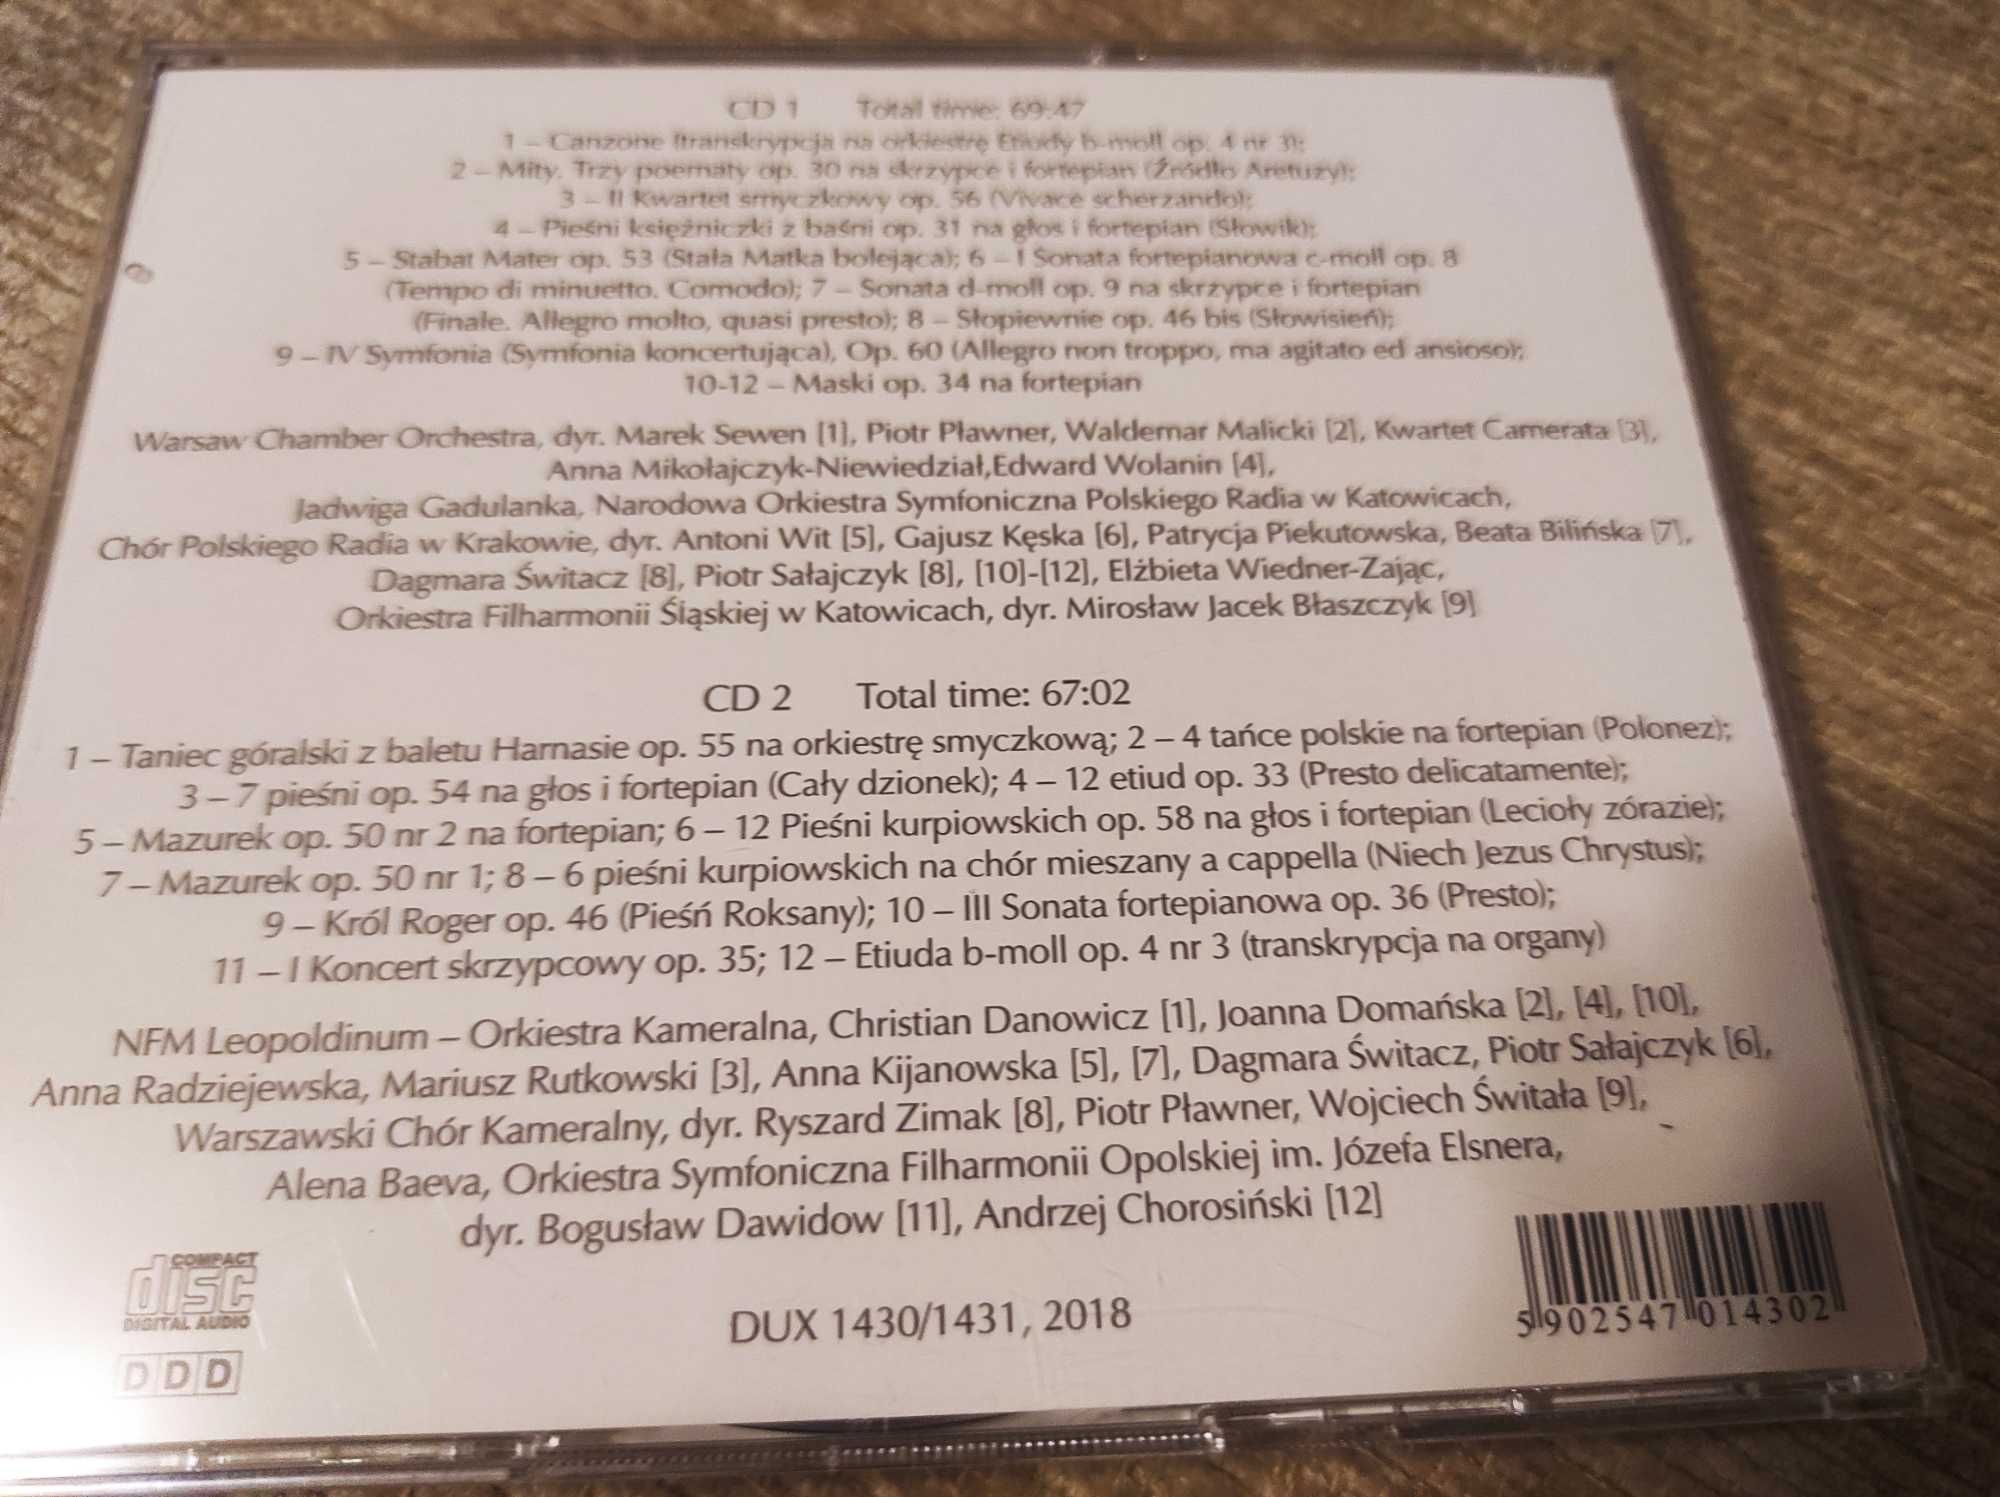 CD 1 Total time: 69:47
1 – Canzone (transkrypcja na orkiestrę Etiudy b-moll op. 4 nr 3);
2 – Mity. Trzy poematy op. 30 na skrzypce i fortepian (Źródło Aretuzy);
3 – II Kwartet smyczkowy op. 56 (Vivace scherzando);
4 – Pieśni księżniczki z baśni op. 31 na głos i fortepian (Słowik);
5 – Stabat Mater op. 53 (Stała Matka bolejąca); 6 – I Sonata fortepianowa c-moll op. 8
(Tempo di minuetto. Comodo); 7 – Sonata d-moll op. 9 na skrzypce i fortepian
(Finale. Allegro molto, quasi presto); 8 – Słopiewnie op. 46 bis (Słowisień);
9 – IV Symfonia (Symfonia koncertująca), Op. 60 (Allegro non troppo, ma agitato ed ansioso);
10-12 – Maski op. 34 na fortepian
Warsaw Chamber Orchestra, dyr. Marek Sewen [1], Piotr Pławner, Waldemar Malicki [2], Kwartet Camerata [3],
Anna Mikołajczyk-Niewiedział,Edward Wolanin [4],
Jadwiga Gadulanka, Narodowa Orkiestra Symfoniczna Polskiego Radia w Katowicach,
Chór Polskiego Radia w Krakowie, dyr. Antoni Wit [5], Gajusz Kęska [6], Patrycja Piekutowska, Beata Bilińska [7],
Dagmara Świtacz [8], Piotr Sałajczyk [8], [10]-[12], Elżbieta Wiedner-Zając,
Orkiestra Filharmonii Śląskiej w Katowicach, dyr. Mirosław Jacek Błaszczyk [9]
CD 2 Total time: 67:02
1 – Taniec góralski z baletu Harnasie op. 55 na orkiestrę smyczkową; 2 – 4 tańce polskie na fortepian (Polonez);
3 – 7 pieśni op. 54 na głos i fortepian (Cały dzionek); 4 – 12 etiud op. 33 (Presto delicatamente);
5 – Mazurek op. 50 nr 2 na fortepian; 6 – 12 Pieśni kurpiowskich op. 58 na głos i fortepian (Lecioły zórazie);
7 – Mazurek op. 50 nr 1; 8 – 6 pieśni kurpiowskich na chór mieszany a cappella (Niech Jezus Chrystus);
9 – Król Roger op. 46 (Pieśń Roksany); 10 – III Sonata fortepianowa op. 36 (Presto);
11 – I Koncert skrzypcowy op. 35; 12 – Etiuda b-moll op. 4 nr 3 (transkrypcja na organy)
NFM Leopoldinum – Orkiestra Kameralna, Christian Danowicz [1], Joanna Domańska [2], [4], [10],
Anna Radziejewska, Mariusz Rutkowski [3], Anna Kijanowska [5], [7], Dagmara Świtacz, Piotr Sałajczyk [6],
Warszawski Chór Kameralny, dyr. Ryszard Zimak [8], Piotr Pławner, Wojciech Świtała [9],
Alena Baeva, Orkiestra Symfoniczna Filharmonii Opolskiej im. Józefa Elsnera,
dyr. Bogusław Dawidow [11], Andrzej Chorosiński [12]
COMPACT
disc
DIGITAL AUDIO
DDD
DUX 1430/1431, 2018
5 902547 014302